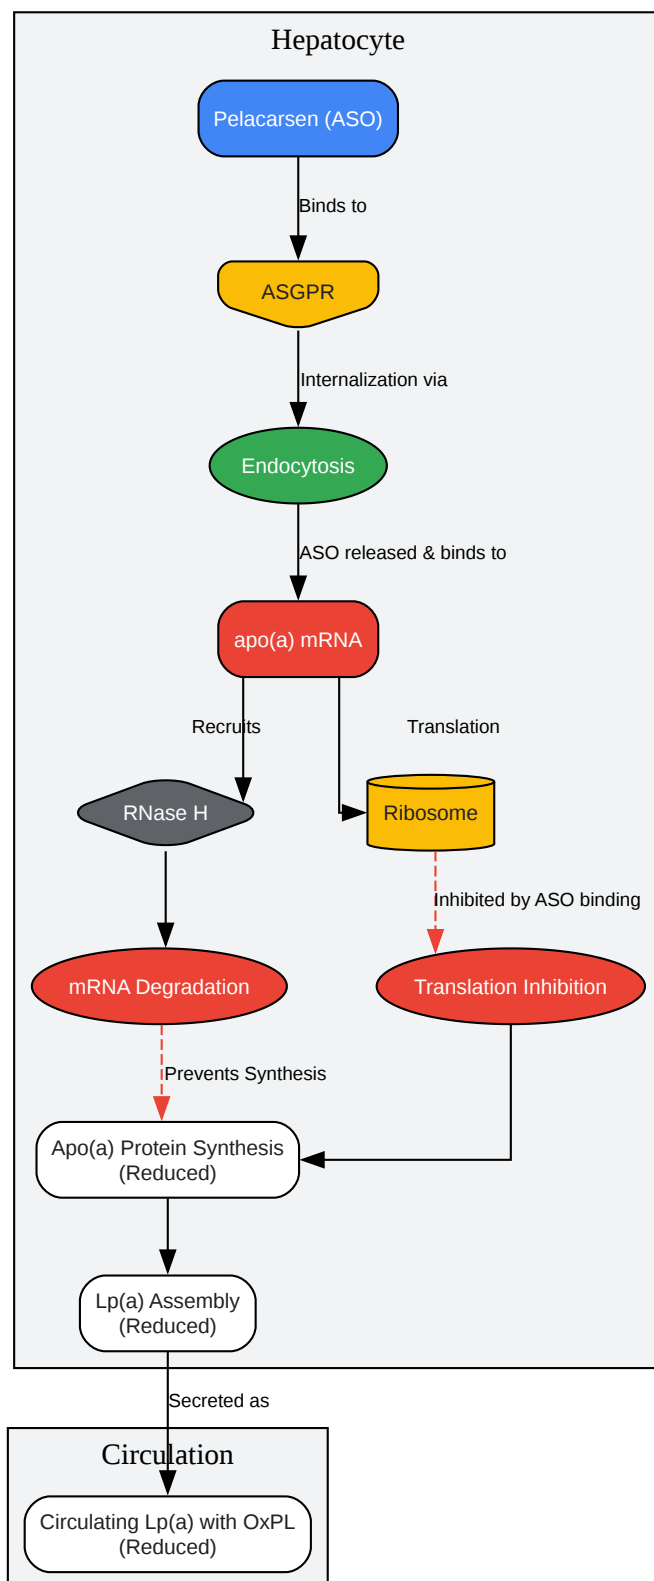 Hepatocyte
Pelacarsen (ASO)
Binds to
ASGPR
Internalization via
Endocytosis
ASO released & binds to
apo(a) mRNA
Recruits
Translation
RNase H
Ribosome
Inhibited by ASO binding
mRNA Degradation
Translation Inhibition
Prevents Synthesis
Apo(a) Protein Synthesis
(Reduced)
Lp(a) Assembly
(Reduced)
Secreted as
Circulation
Circulating Lp(a) with OxPL
(Reduced)